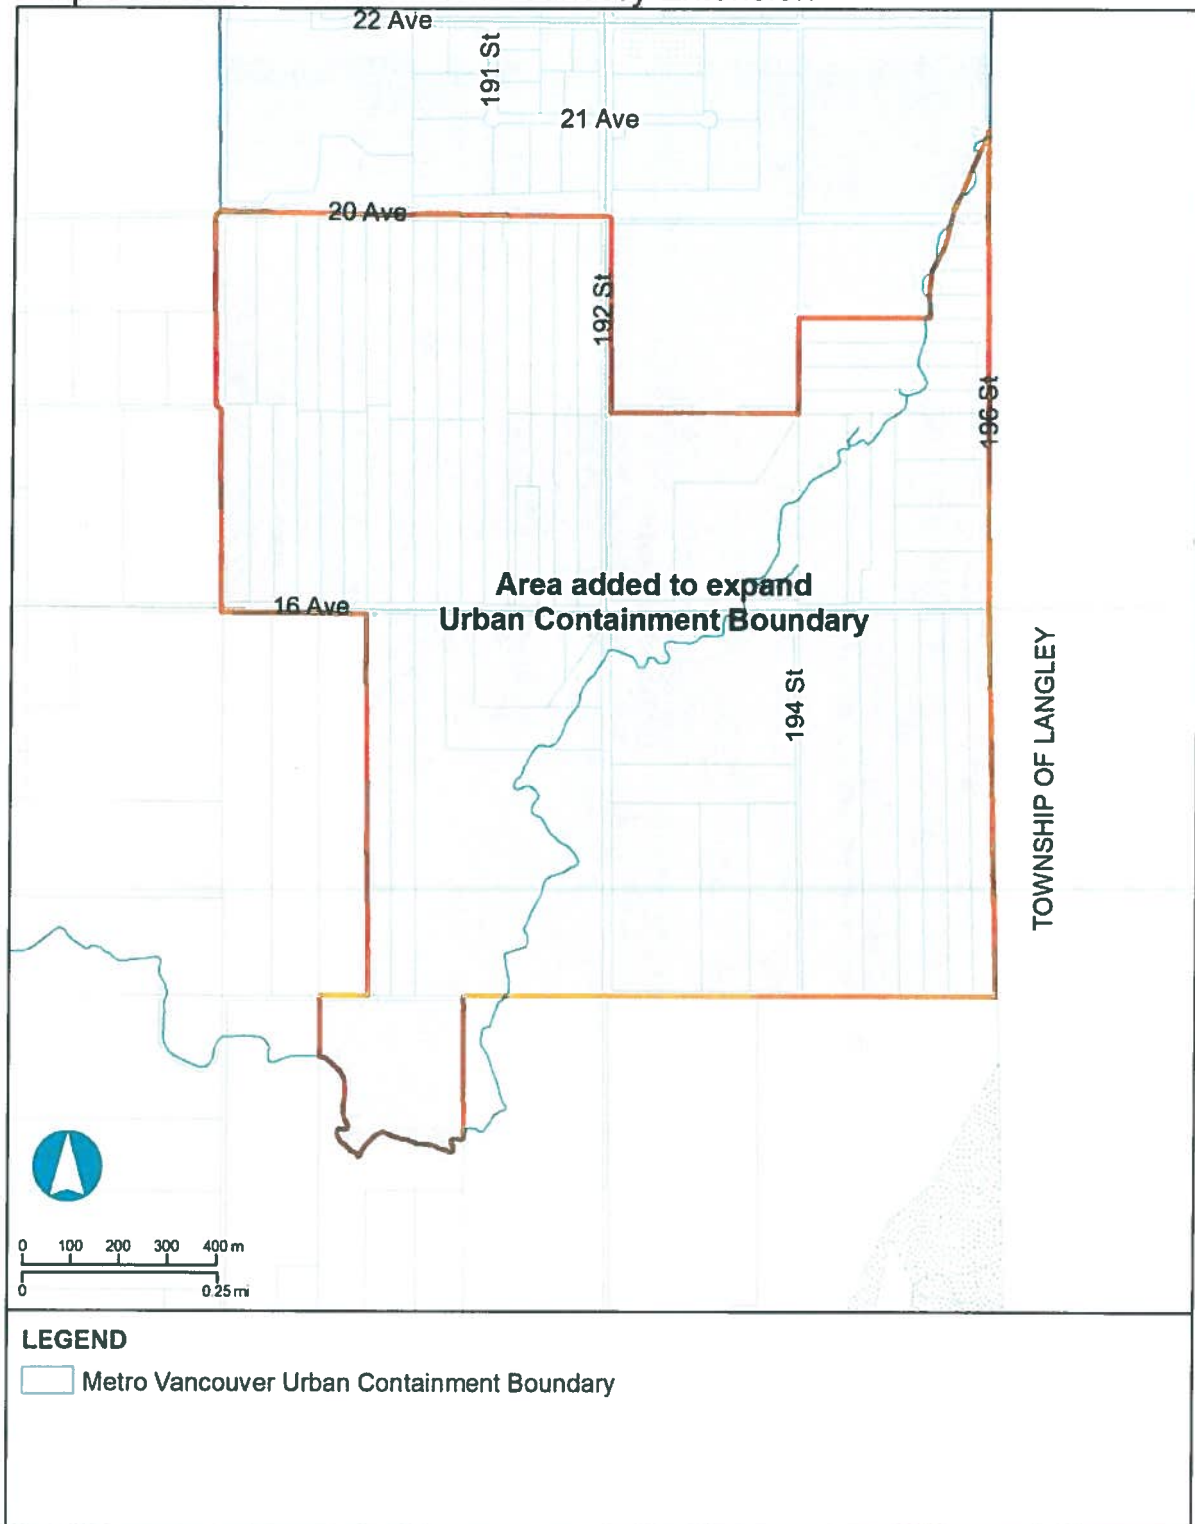 22 Ave
191 St
21 Ave
20 Ave
192 St
196 St
Area added to expand
Urban Containment Boundary
16 Ave
194 St
TOWNSHIP OF LANGLEY
0 100 200 300 400 m
0 0.25 mi
LEGEND
Metro Vancouver Urban Containment Boundary